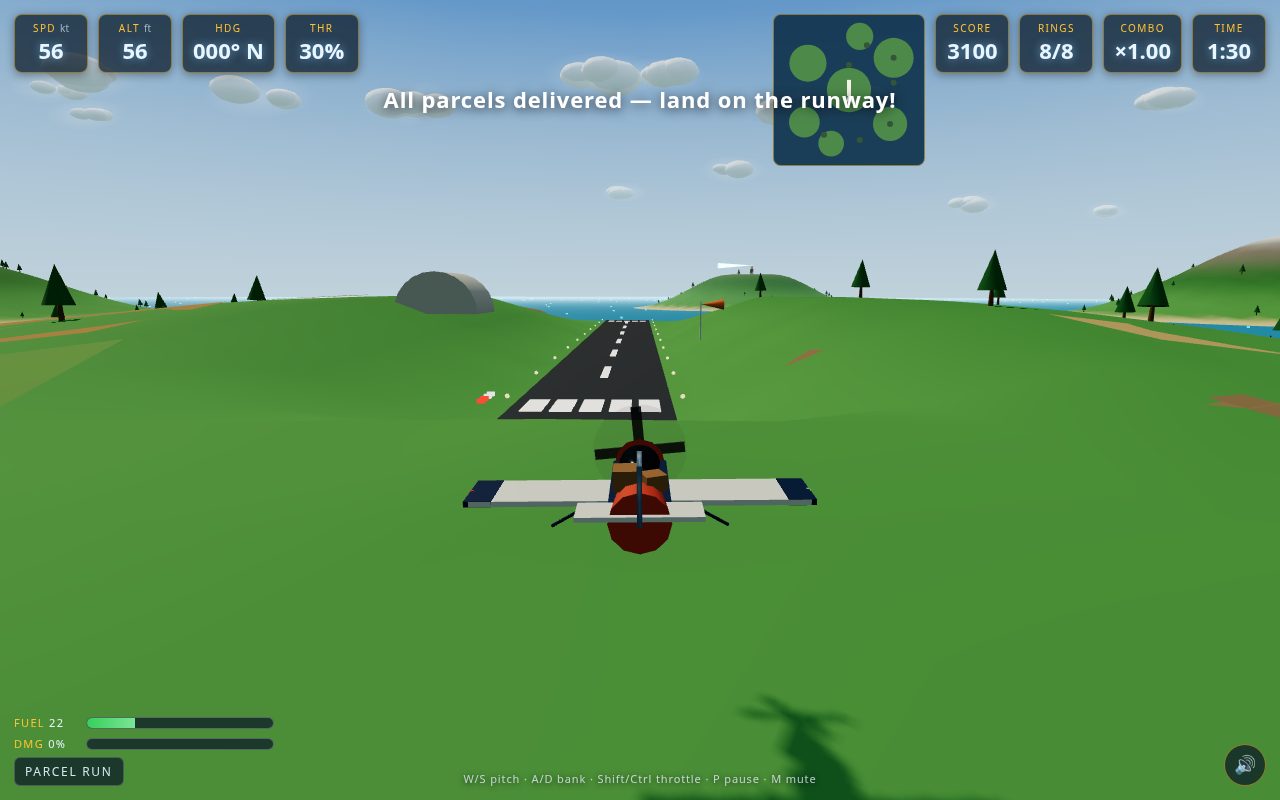 SPD kt
56
ALT ft
56
HDG
000° N
THR
30%
SCORE
3100
RINGS
8/8
COMBO
×1.00
TIME
1:30
All parcels delivered — land on the runway!
FUEL 22
DMG 0%
PARCEL RUN
W/S pitch · A/D bank · Shift/Ctrl throttle · P pause · M mute